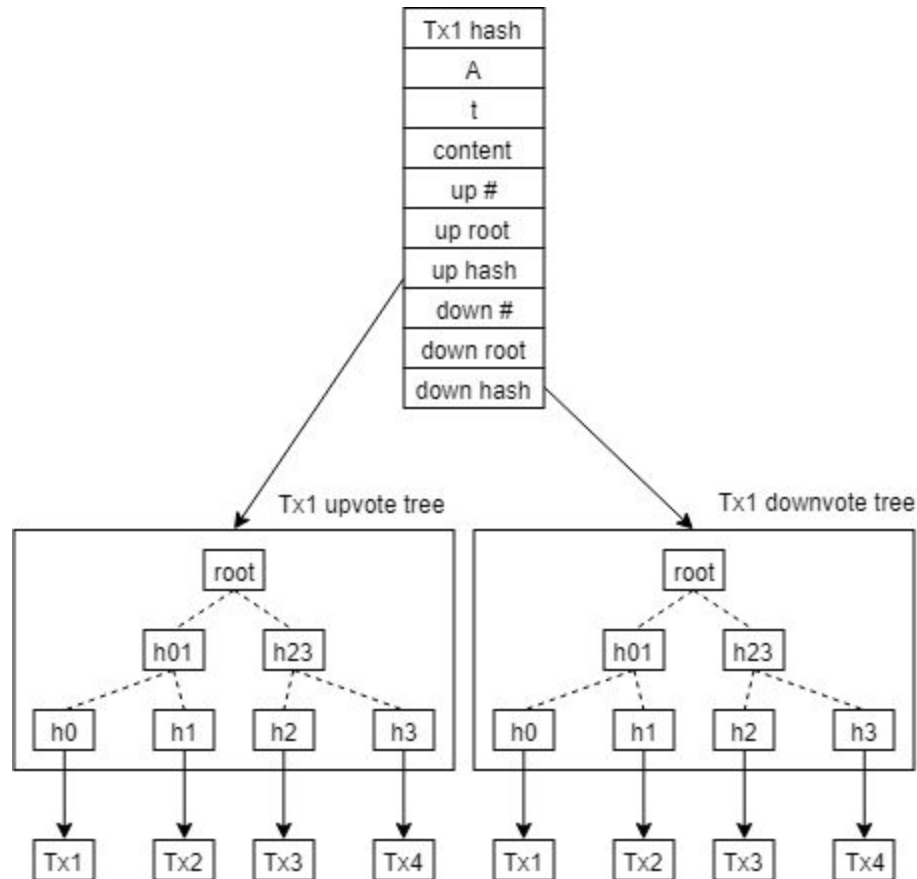 Tx1 hash
A
t
content
up #
up root
up hash
down #
down root
down hash
Tx1 upvote tree
Tx1 downvote tree
root
root
h01
h23
h01
h23
h0
h1
h2
h3
h0
h1
h2
h3
Tx1
Tx2
Tx3
Tx4
Tx1
Tx2
Tx3
Tx4